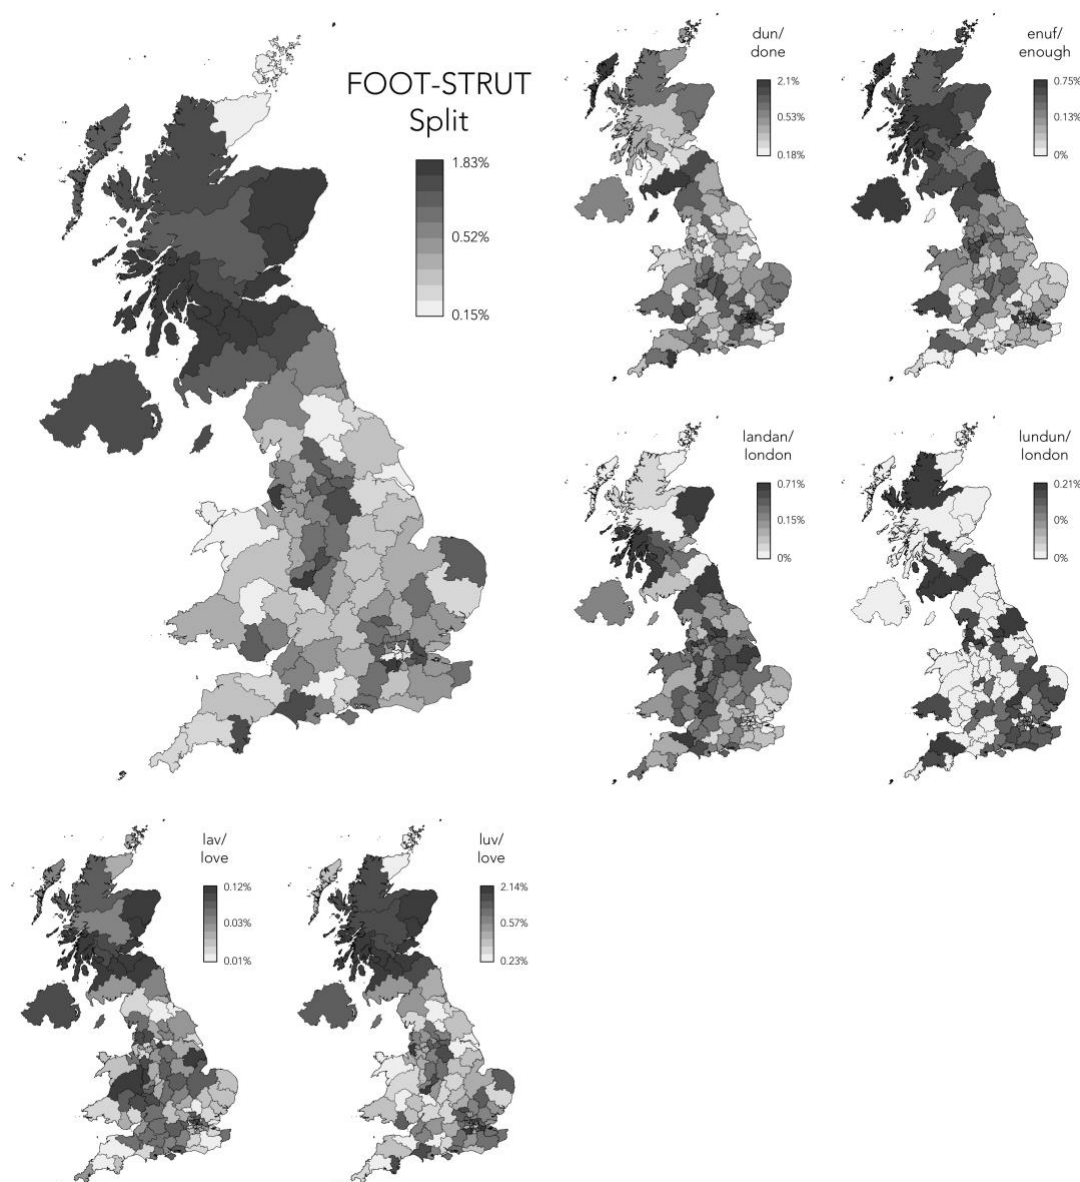 FOOT-STRUT
Split
1.83%
0.52%
0.15%
dun/
done
2.1%
0.53%
0.18%
enuf/
enough
0.75%
0.13%
0%
landan/
london
0.71%
0.15%
0%
lundun/
london
0.21%
0%
0%
lav/
love
0.12%
0.03%
0.01%
luv/
love
2.14%
0.57%
0.23%